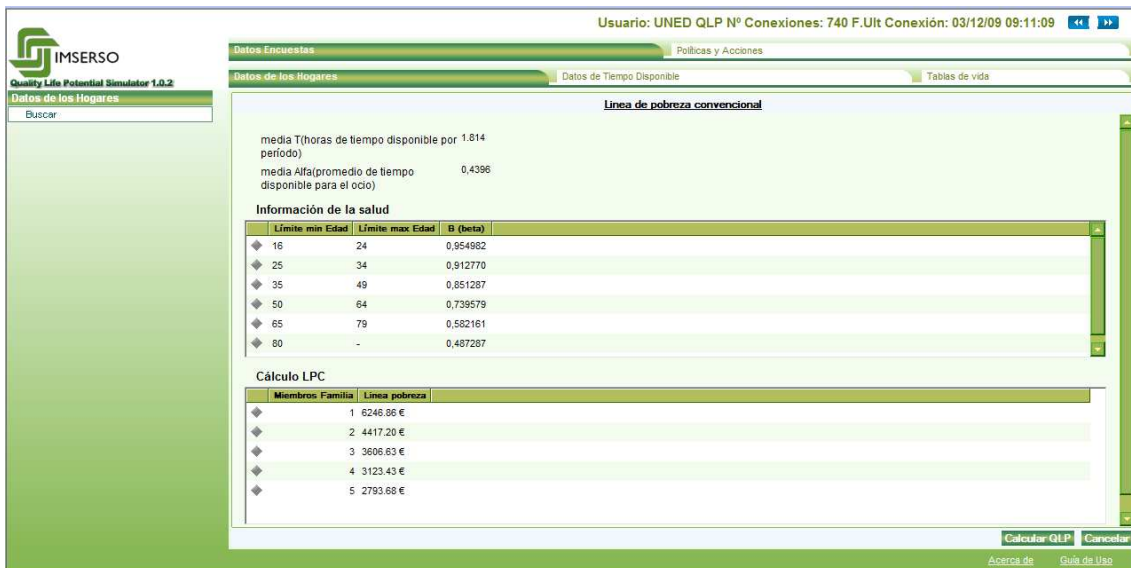 Usuario: UNED QLP Nº Conexiones: 740 F.Ult Conexión: 03/12/09 09:11:09
IMSERSO
Quality Life Potential Simulator 1.0.2
Datos Encuestas
Políticas y Acciones
Datos de los Hogares
Datos de Tiempo Disponible
Tablas de vida
Datos de los Hogares
Buscar
Linea de pobreza convencional
media T(horas de tiempo disponible por 1.814
período)
media Alfa(promedio de tiempo 0,4396
disponible para el ocio)
Información de la salud
Límite min Edad Límite max Edad B (beta)
16 24 0,954982
25 34 0,912770
35 49 0,851287
50 64 0,739579
65 79 0,582161
80 - 0,487287
Cálculo LPC
Miembros Familia Linea pobreza
1 6246.86 €
2 4417.20 €
3 3606.63 €
4 3123.43 €
5 2793.68 €
Calcular QLP Cancelar
Acerca de Guía de Uso